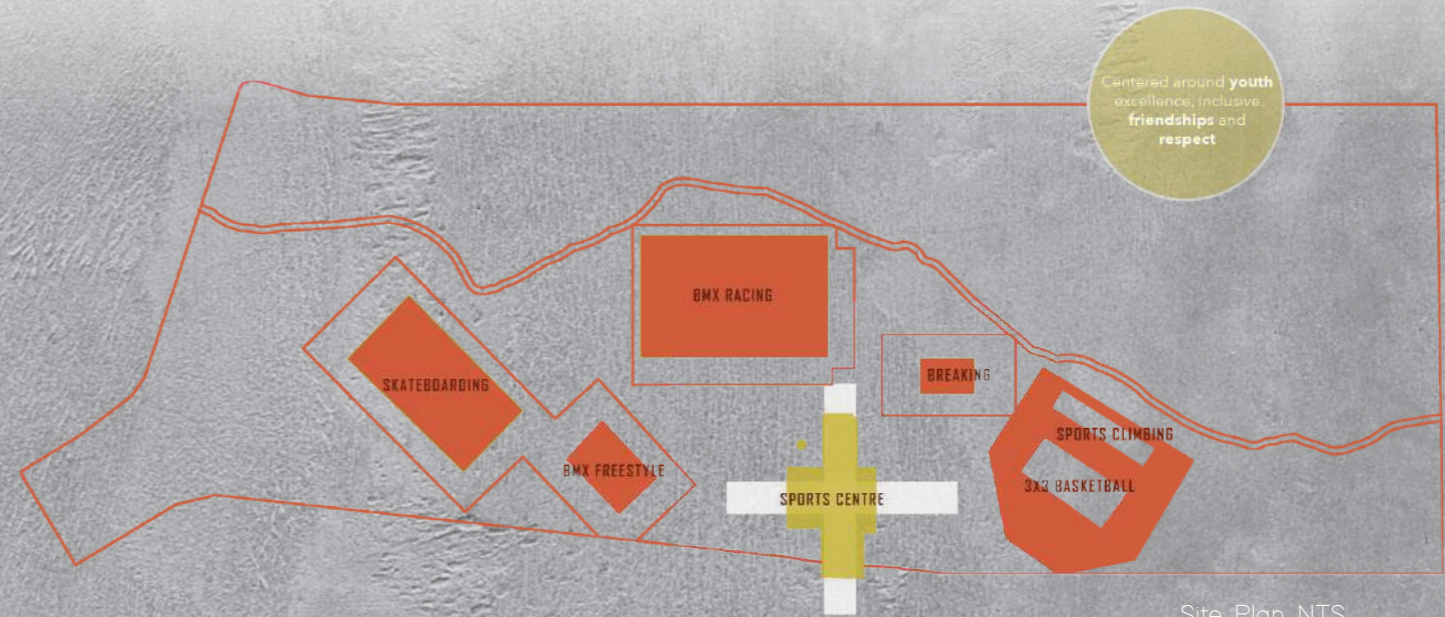 Centered around youth
excellence, inclusive
friendships and
respect
BMX RACING
BREAKING
SKATEBOARDING
SPORTS CLIMBING
BMX FREESTYLE
3X3 BASKETBALL
SPORTS CENTRE
Site Plan NTS